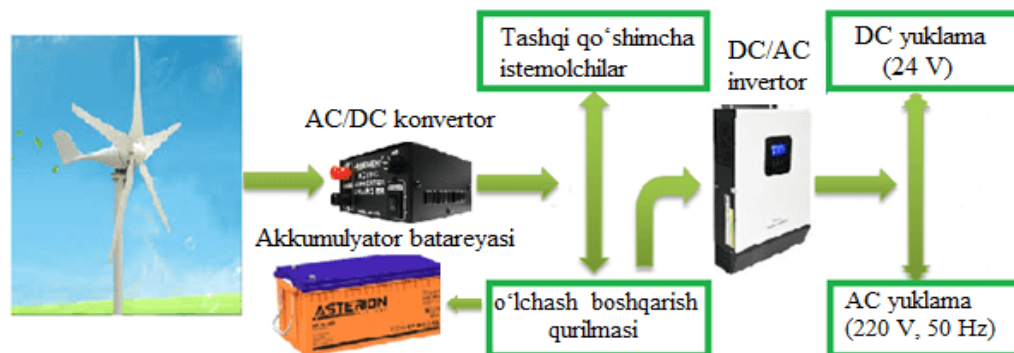 Tashqi qo‘shimcha
istemolchilar
DC/AC
invertor
DC yuklama
(24 V)
AC/DC konvertor
Akkumulyator batareyasi
ASTERION
o‘lchash boshqarish
qurilmasi
AC yuklama
(220 V, 50 Hz)